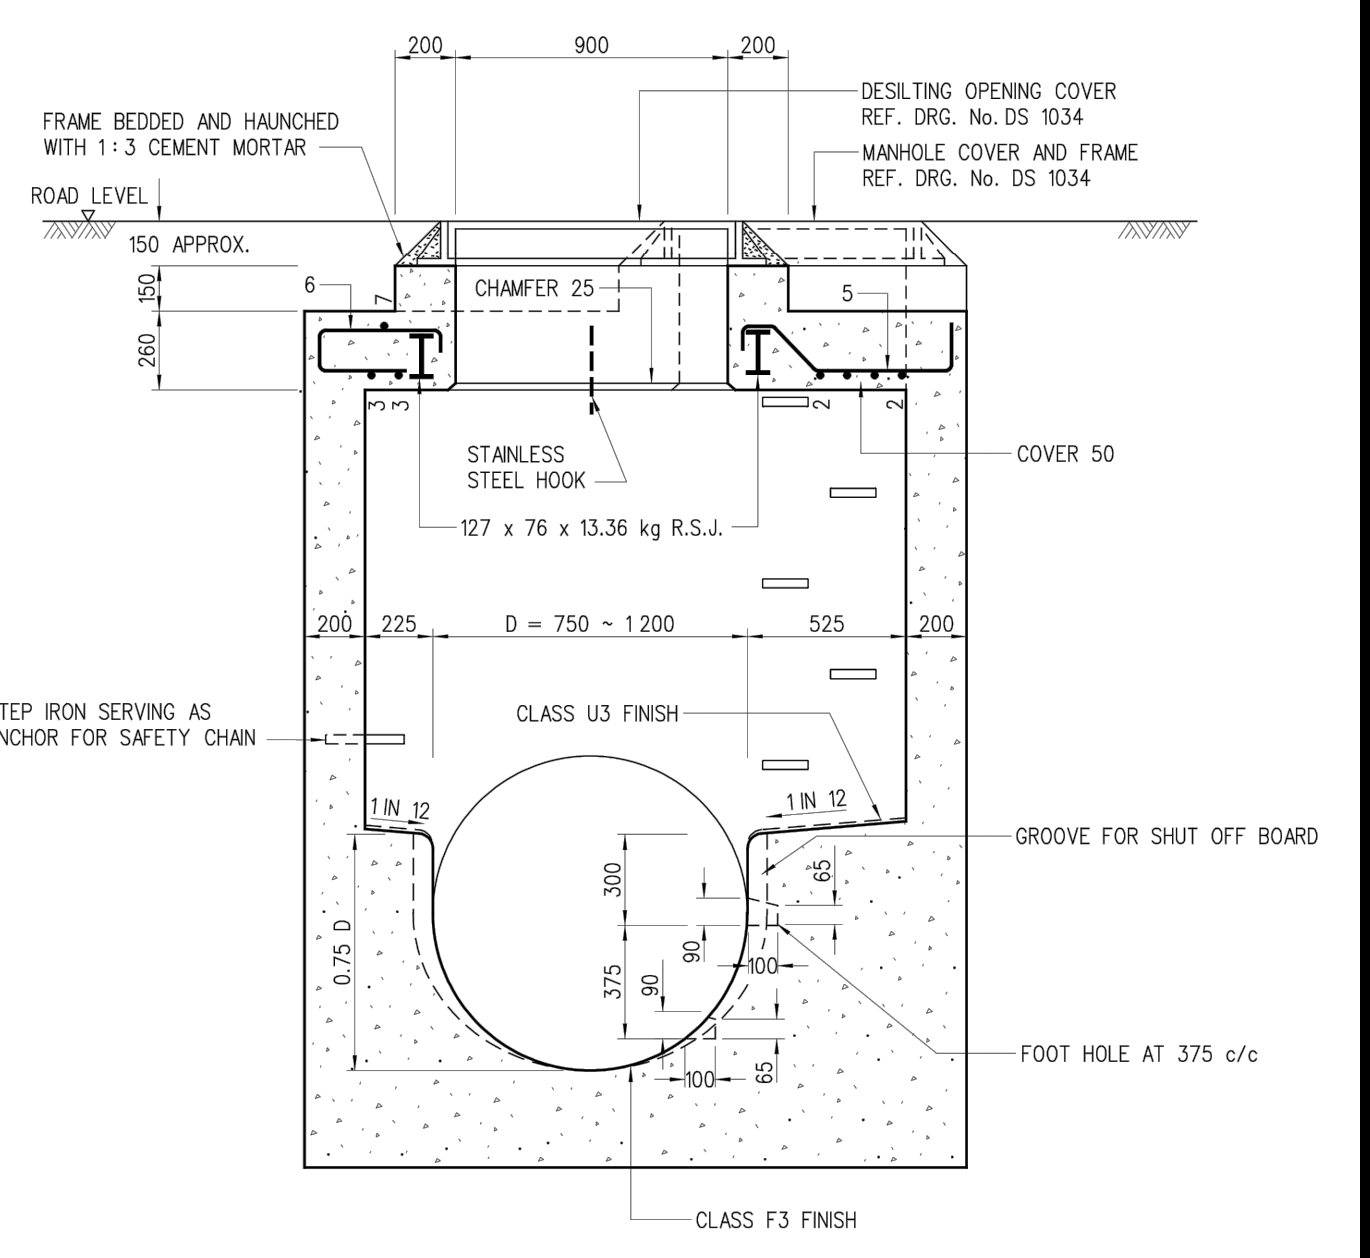 200 900 200
DESILTING OPENING COVER
REF. DRG. No. DS 1034
FRAME BEDDED AND HAUNCHED
WITH 1:3 CEMENT MORTAR
MANHOLE COVER AND FRAME
REF. DRG. No. DS 1034
ROAD LEVEL
150 APPROX.
150
6
7
CHAMFER 25
5
260
3 3
2 2
STAINLESS
STEEL HOOK
COVER 50
127 x 76 x 13.36 kg R.S.J.
200 225 D = 750 ~ 1200 525 200
TEP IRON SERVING AS
NCHOR FOR SAFETY CHAIN
CLASS U3 FINISH
1 IN 12
1 IN 12
GROOVE FOR SHUT OFF BOARD
300
65
0.75 D
90
100
375
90
FOOT HOLE AT 375 c/c
100
65
CLASS F3 FINISH